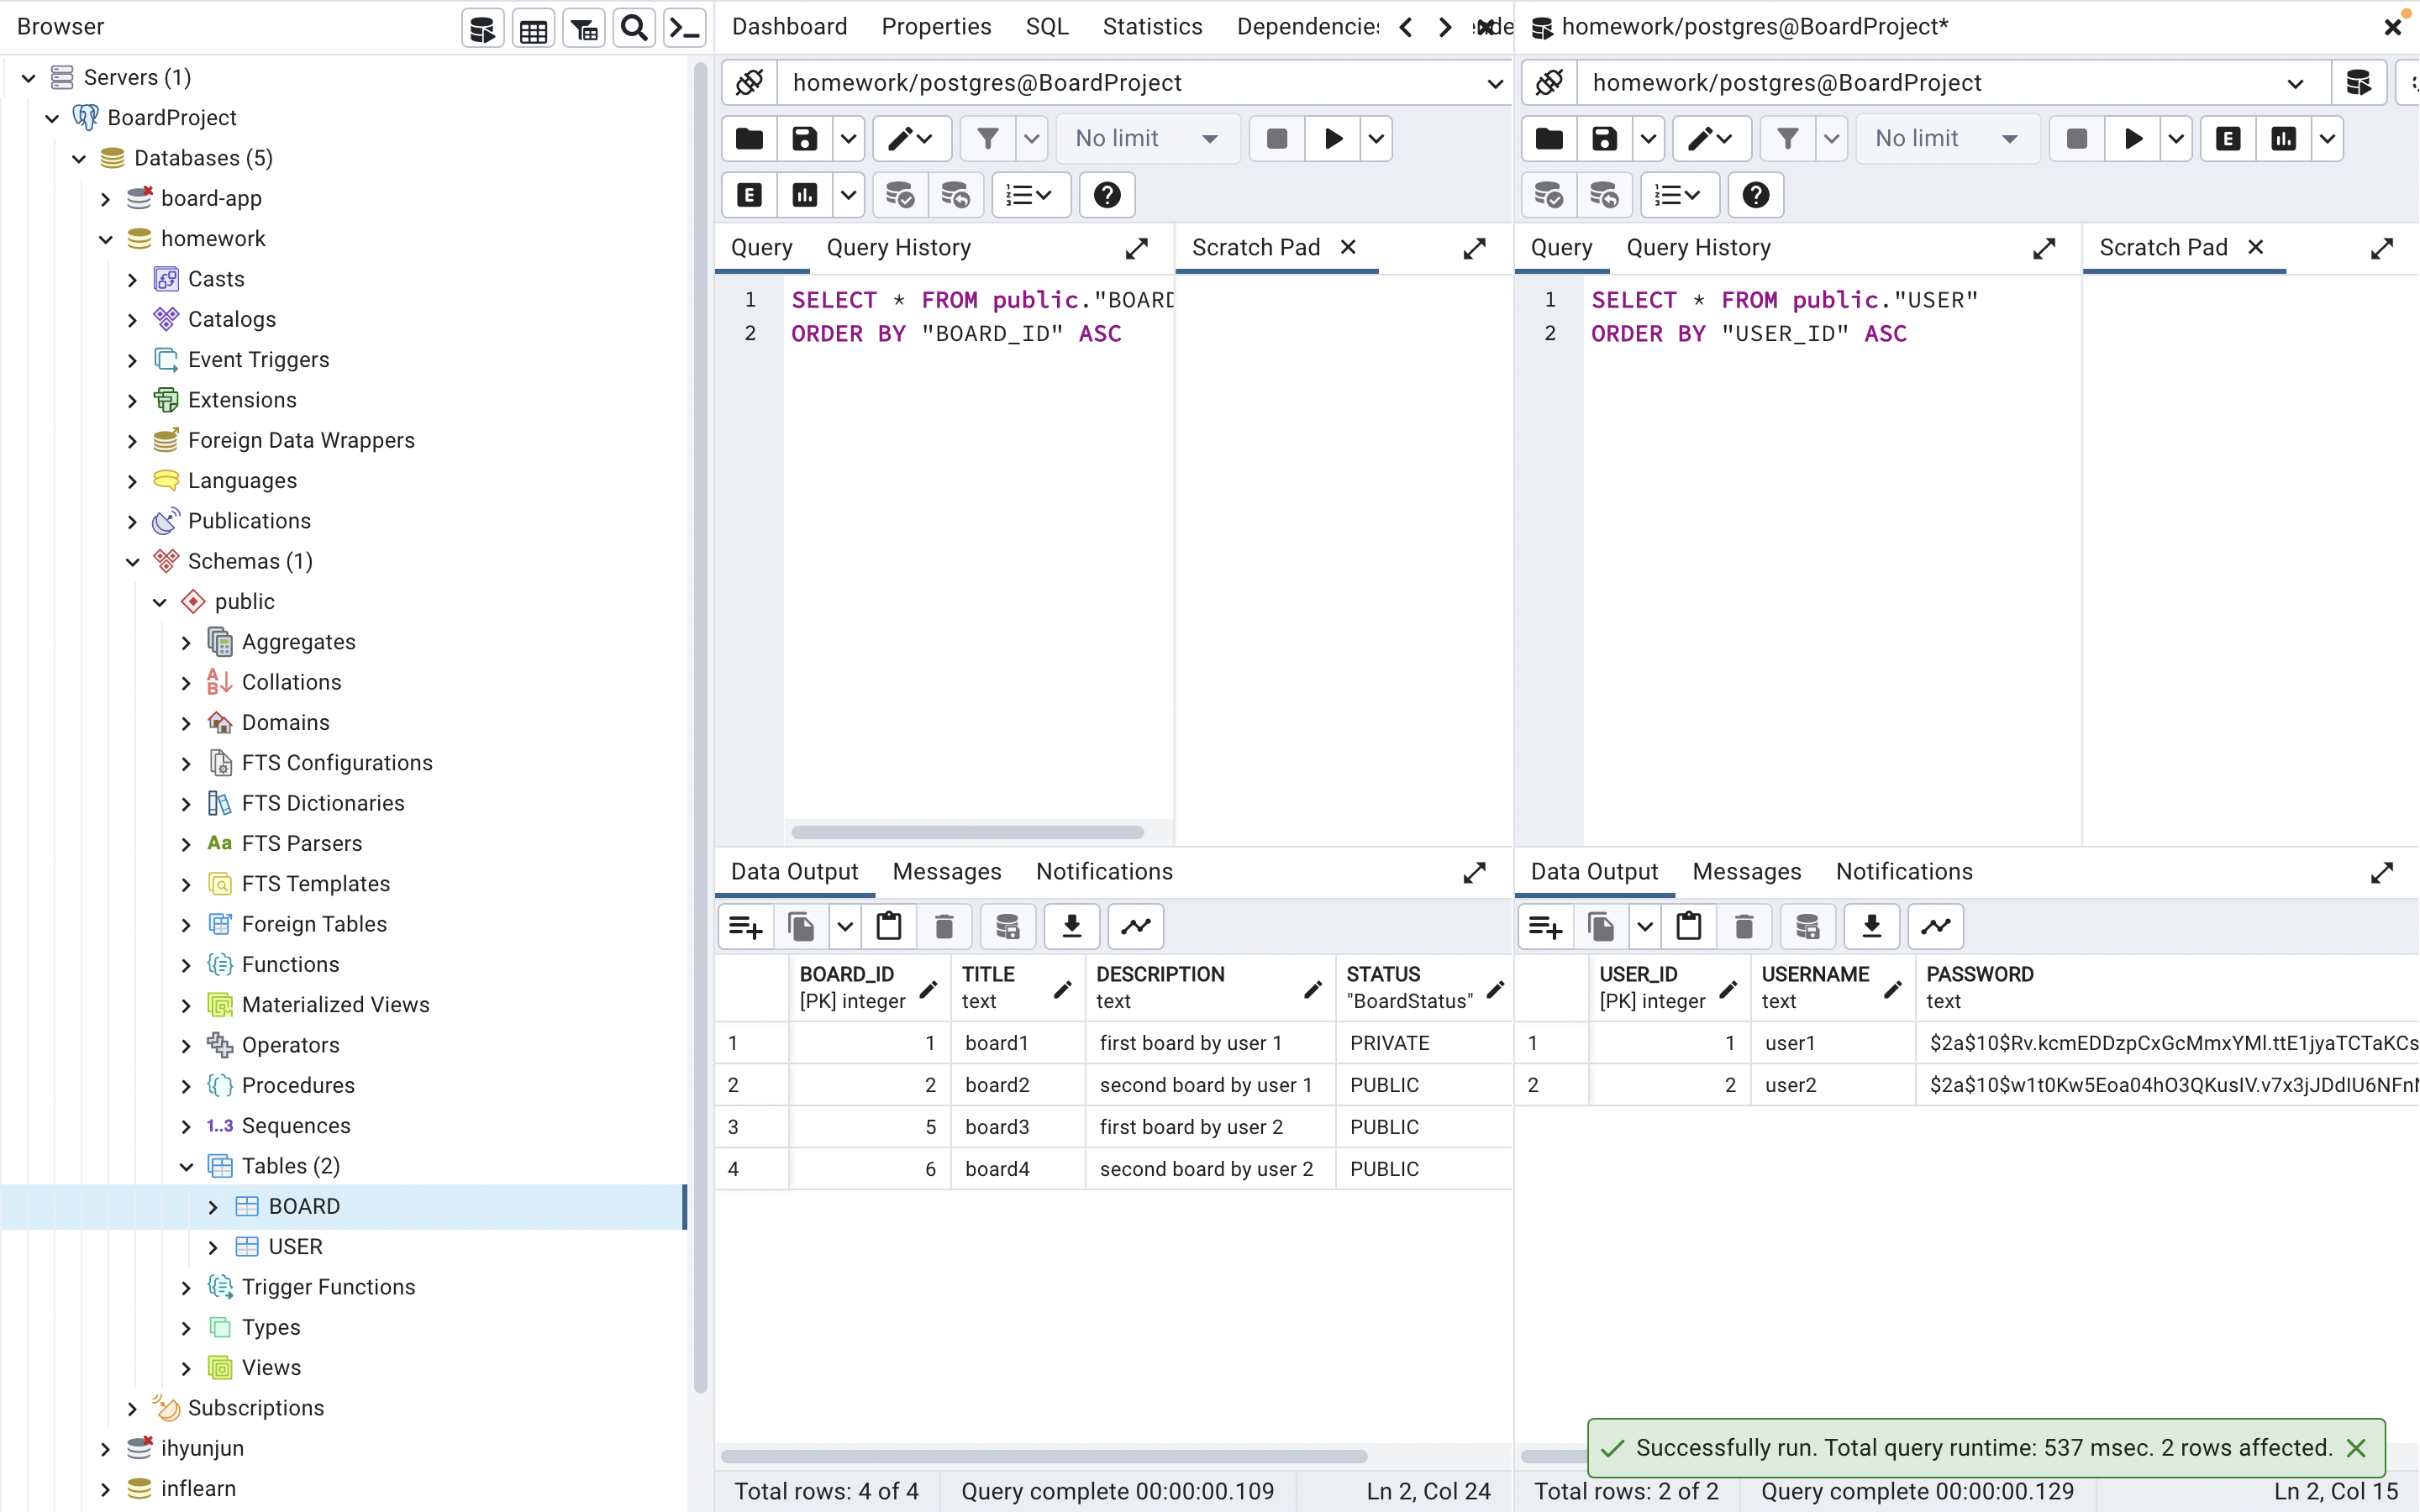 Browser
Servers (1)
BoardProject
Databases (5)
board-app
homework
Casts
Catalogs
Event Triggers
Extensions
Foreign Data Wrappers
Languages
Publications
Schemas (1)
public
Aggregates
Collations
Domains
FTS Configurations
FTS Dictionaries
Aa FTS Parsers
FTS Templates
Foreign Tables
Functions
Materialized Views
Operators
Procedures
1..3 Sequences
Tables (2)
BOARD
USER
Trigger Functions
Types
Views
Subscriptions
ihyunjun
inflearn
Dashboard Properties SQL Statistics Dependencies
homework/postgres@BoardProject
No limit
E
Query Query History Scratch Pad
1 SELECT * FROM public."BOARD
2 ORDER BY "BOARD_ID" ASC
Data Output Messages Notifications
BOARD_ID TITLE DESCRIPTION STATUS
[PK] integer text text "BoardStatus"
1 1 board1 first board by user 1 PRIVATE
2 2 board2 second board by user 1 PUBLIC
3 5 board3 first board by user 2 PUBLIC
4 6 board4 second board by user 2 PUBLIC
Total rows: 4 of 4 Query complete 00:00:00.109 Ln 2, Col 24
homework/postgres@BoardProject*
homework/postgres@BoardProject
No limit E
Query Query History Scratch Pad
1 SELECT * FROM public."USER"
2 ORDER BY "USER_ID" ASC
Data Output Messages Notifications
USER_ID USERNAME PASSWORD
[PK] integer text text
1 1 user1 $2a$10$Rv.kcmEDDzpCxGcMmxYMl.ttE1jyaTCTaKCs
2 2 user2 $2a$10$w1t0Kw5Eoa04hO3QKusIV.v7x3jJDdIU6NFn
Successfully run. Total query runtime: 537 msec. 2 rows affected.
Total rows: 2 of 2 Query complete 00:00:00.129 Ln 2, Col 15